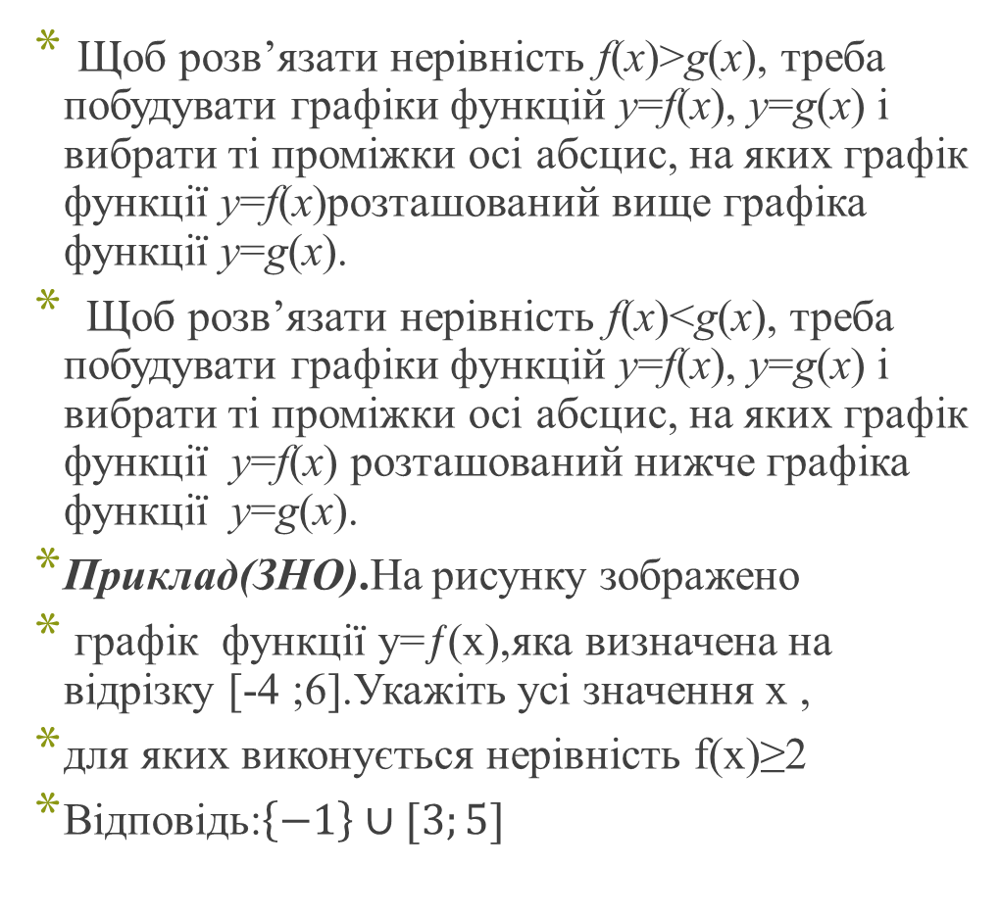 * Щоб розв’язати нерівність f(x)>g(x), треба
побудувати графіки функцій y=f(x), y=g(x) і
вибрати ті проміжки осі абсцис, на яких графік
функції y=f(x)розташований вище графіка
функції y=g(x).
* Щоб розв’язати нерівність f(x)<g(x), треба
побудувати графіки функцій y=f(x), y=g(x) і
вибрати ті проміжки осі абсцис, на яких графік
функції y=f(x) розташований нижче графіка
функції y=g(x).
* Приклад(ЗНО).На рисунку зображено
* графік функції y=f(x),яка визначена на
відрізку [-4 ;6].Укажіть усі значення x ,
* для яких виконується нерівність f(x)≥2
* Відповідь:{−1} ∪ [3; 5]